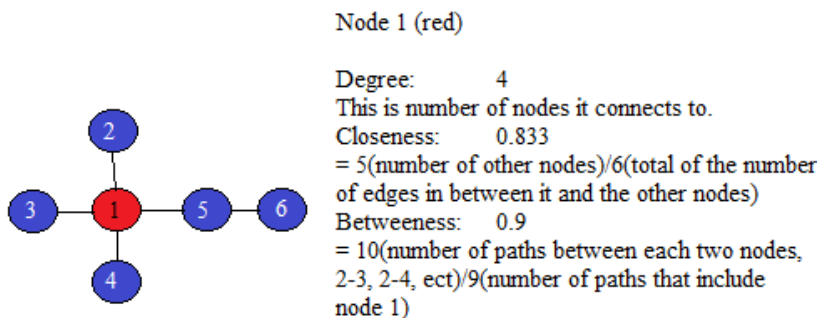 Node 1 (red)
Degree: 4
This is number of nodes it connects to.
Closeness: 0.833
= 5(number of other nodes)/6(total of the number
of edges in between it and the other nodes)
Betweeness: 0.9
= 10(number of paths between each two nodes,
2-3, 2-4, ect)/9(number of paths that include
node 1)
2
3
1
5
6
4